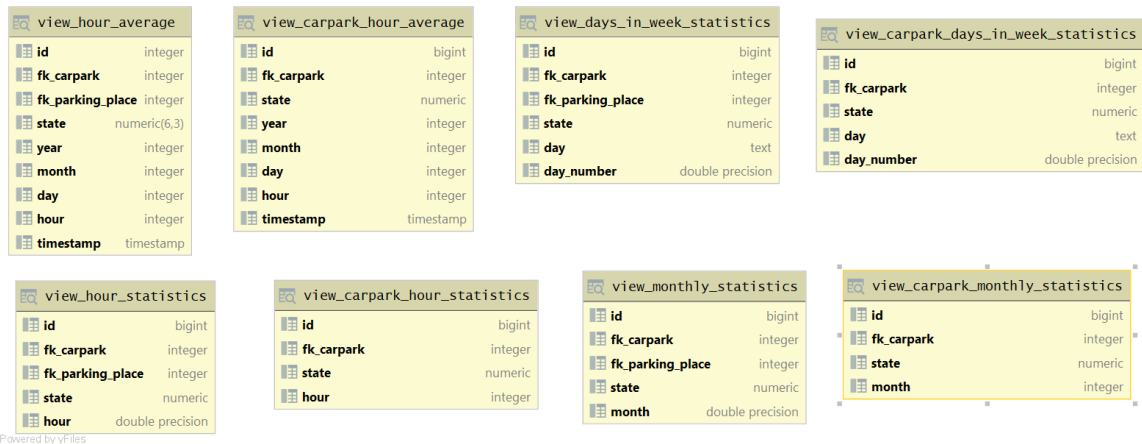 view_hour_average
id integer
fk_carpark integer
fk_parking_place integer
state numeric(6,3)
year integer
month integer
day integer
hour integer
timestamp timestamp
view_carpark_hour_average
id bigint
fk_carpark integer
state numeric
year integer
month integer
day integer
hour integer
timestamp timestamp
view_days_in_week_statistics
id bigint
fk_carpark integer
fk_parking_place integer
state numeric
day text
day_number double precision
view_carpark_days_in_week_statistics
id bigint
fk_carpark integer
state numeric
day text
day_number double precision
view_hour_statistics
id bigint
fk_carpark integer
fk_parking_place integer
state numeric
hour double precision
view_carpark_hour_statistics
id bigint
fk_carpark integer
state numeric
hour integer
view_monthly_statistics
id bigint
fk_carpark integer
fk_parking_place integer
state numeric
month double precision
view_carpark_monthly_statistics
id bigint
fk_carpark integer
state numeric
month integer
Powered by yFiles